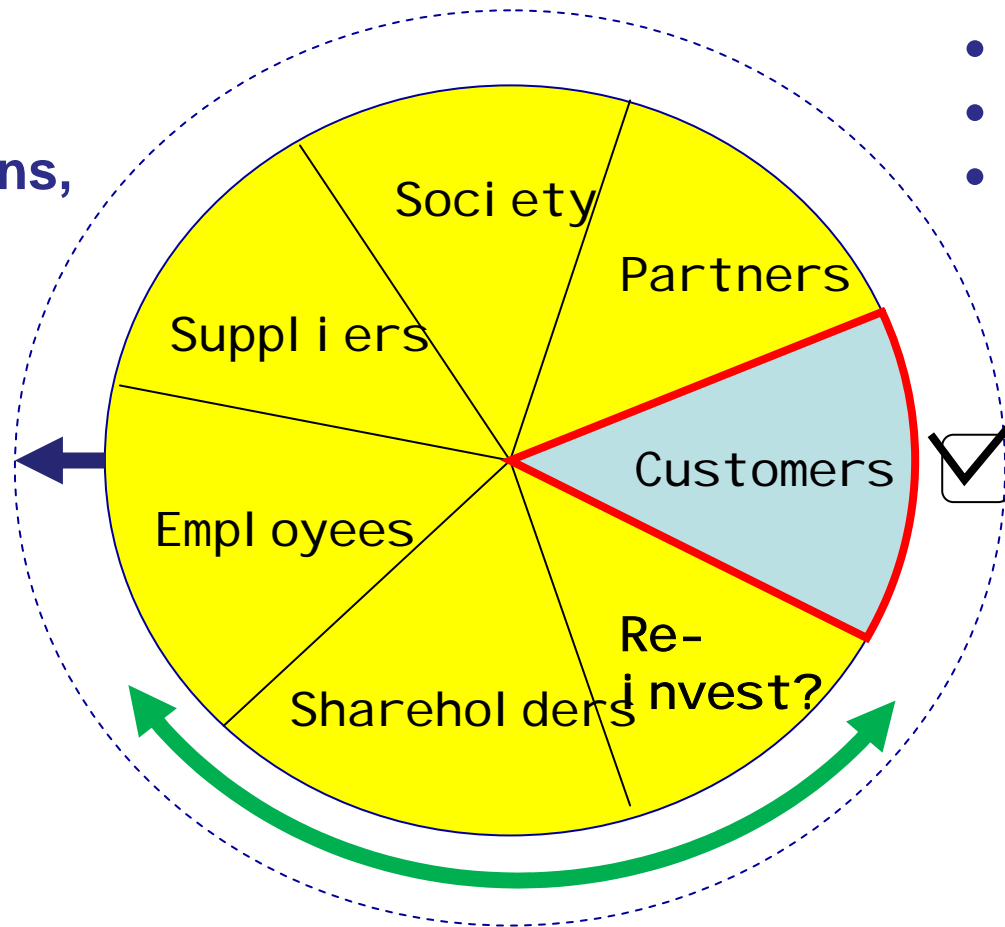 ns,
Society
Partners
Suppliers
Customers
Employees
Re-
invest?
Shareholders